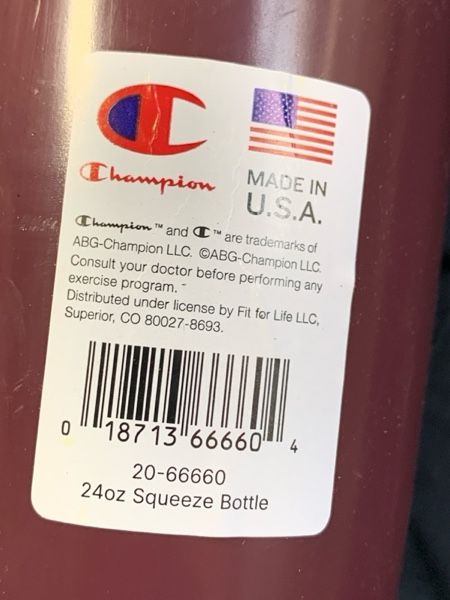 Champion
MADE IN
U.S.A.
Champion™ and C™ are trademarks of
ABG-Champion LLC. ©ABG-Champion LLC.
Consult your doctor before performing any
exercise program.
Distributed under license by Fit for Life LLC,
Superior, CO 80027-8693.
0 18713 66660 4
20-66660
24oz Squeeze Bottle